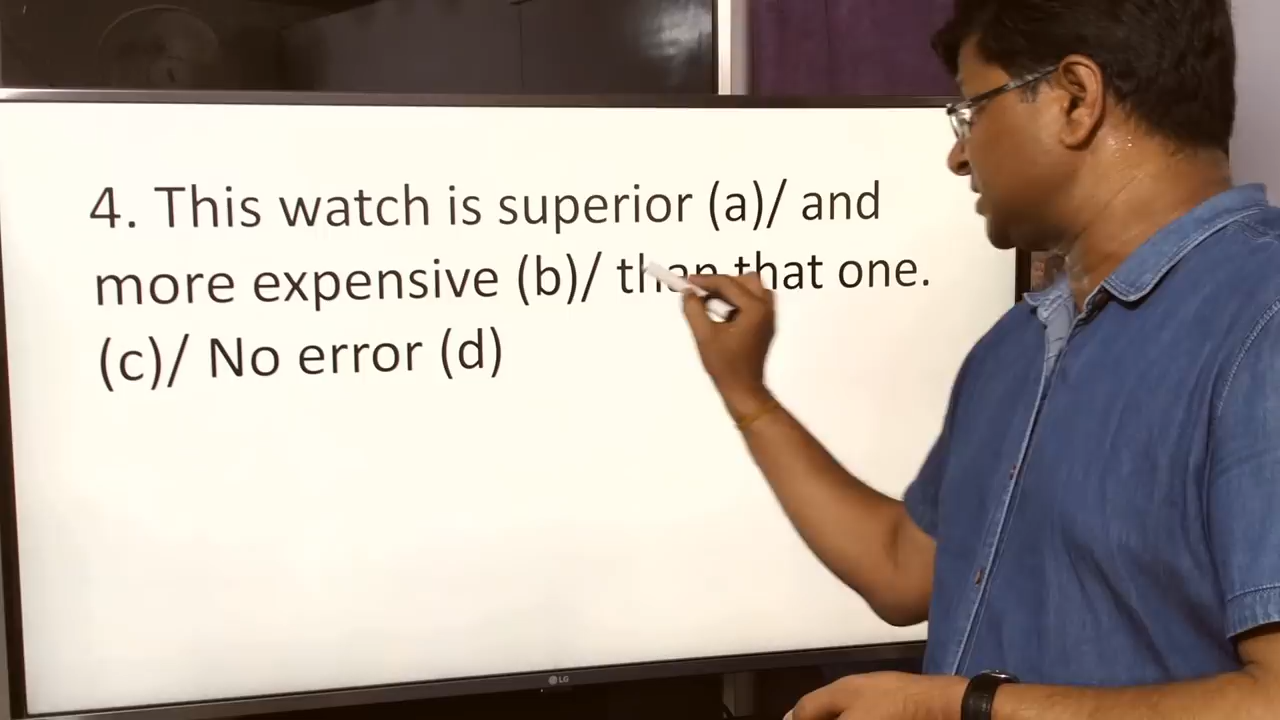 4. This watch is superior (a)/ and
more expensive (b)/ than that one.
(c)/ No error (d)
LG